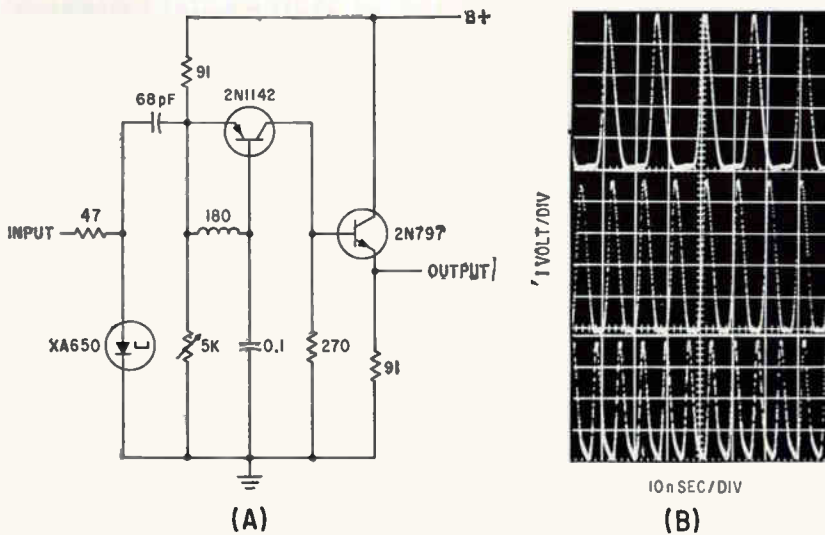 B+
91
68pF
2N1142
47
180
INPUT
2N797
OUTPUT
XA650
5K
0.1
270
91
(A)
1 VOLT/DIV
10 n SEC/DIV
(B)